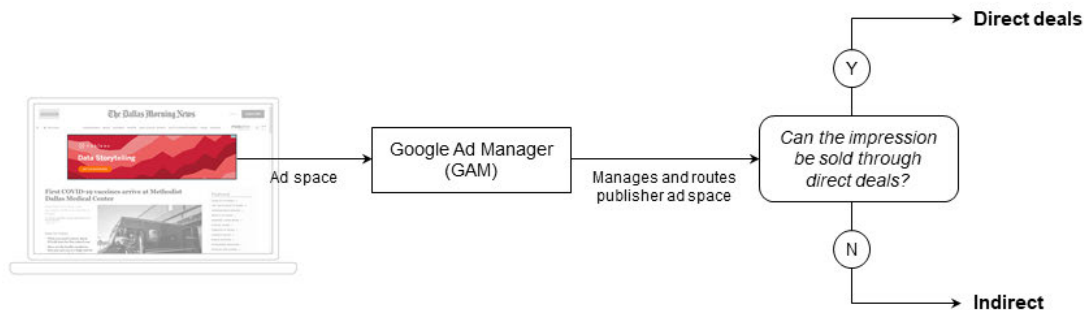 Direct deals
Y
The Dallas Morning News
Data Storytelling
First COVID-19 vaccines arrive at Methodist
Dallas Medical Center
Ad space
Google Ad Manager
(GAM)
Manages and routes
publisher ad space
Can the impression
be sold through
direct deals?
N
Indirect